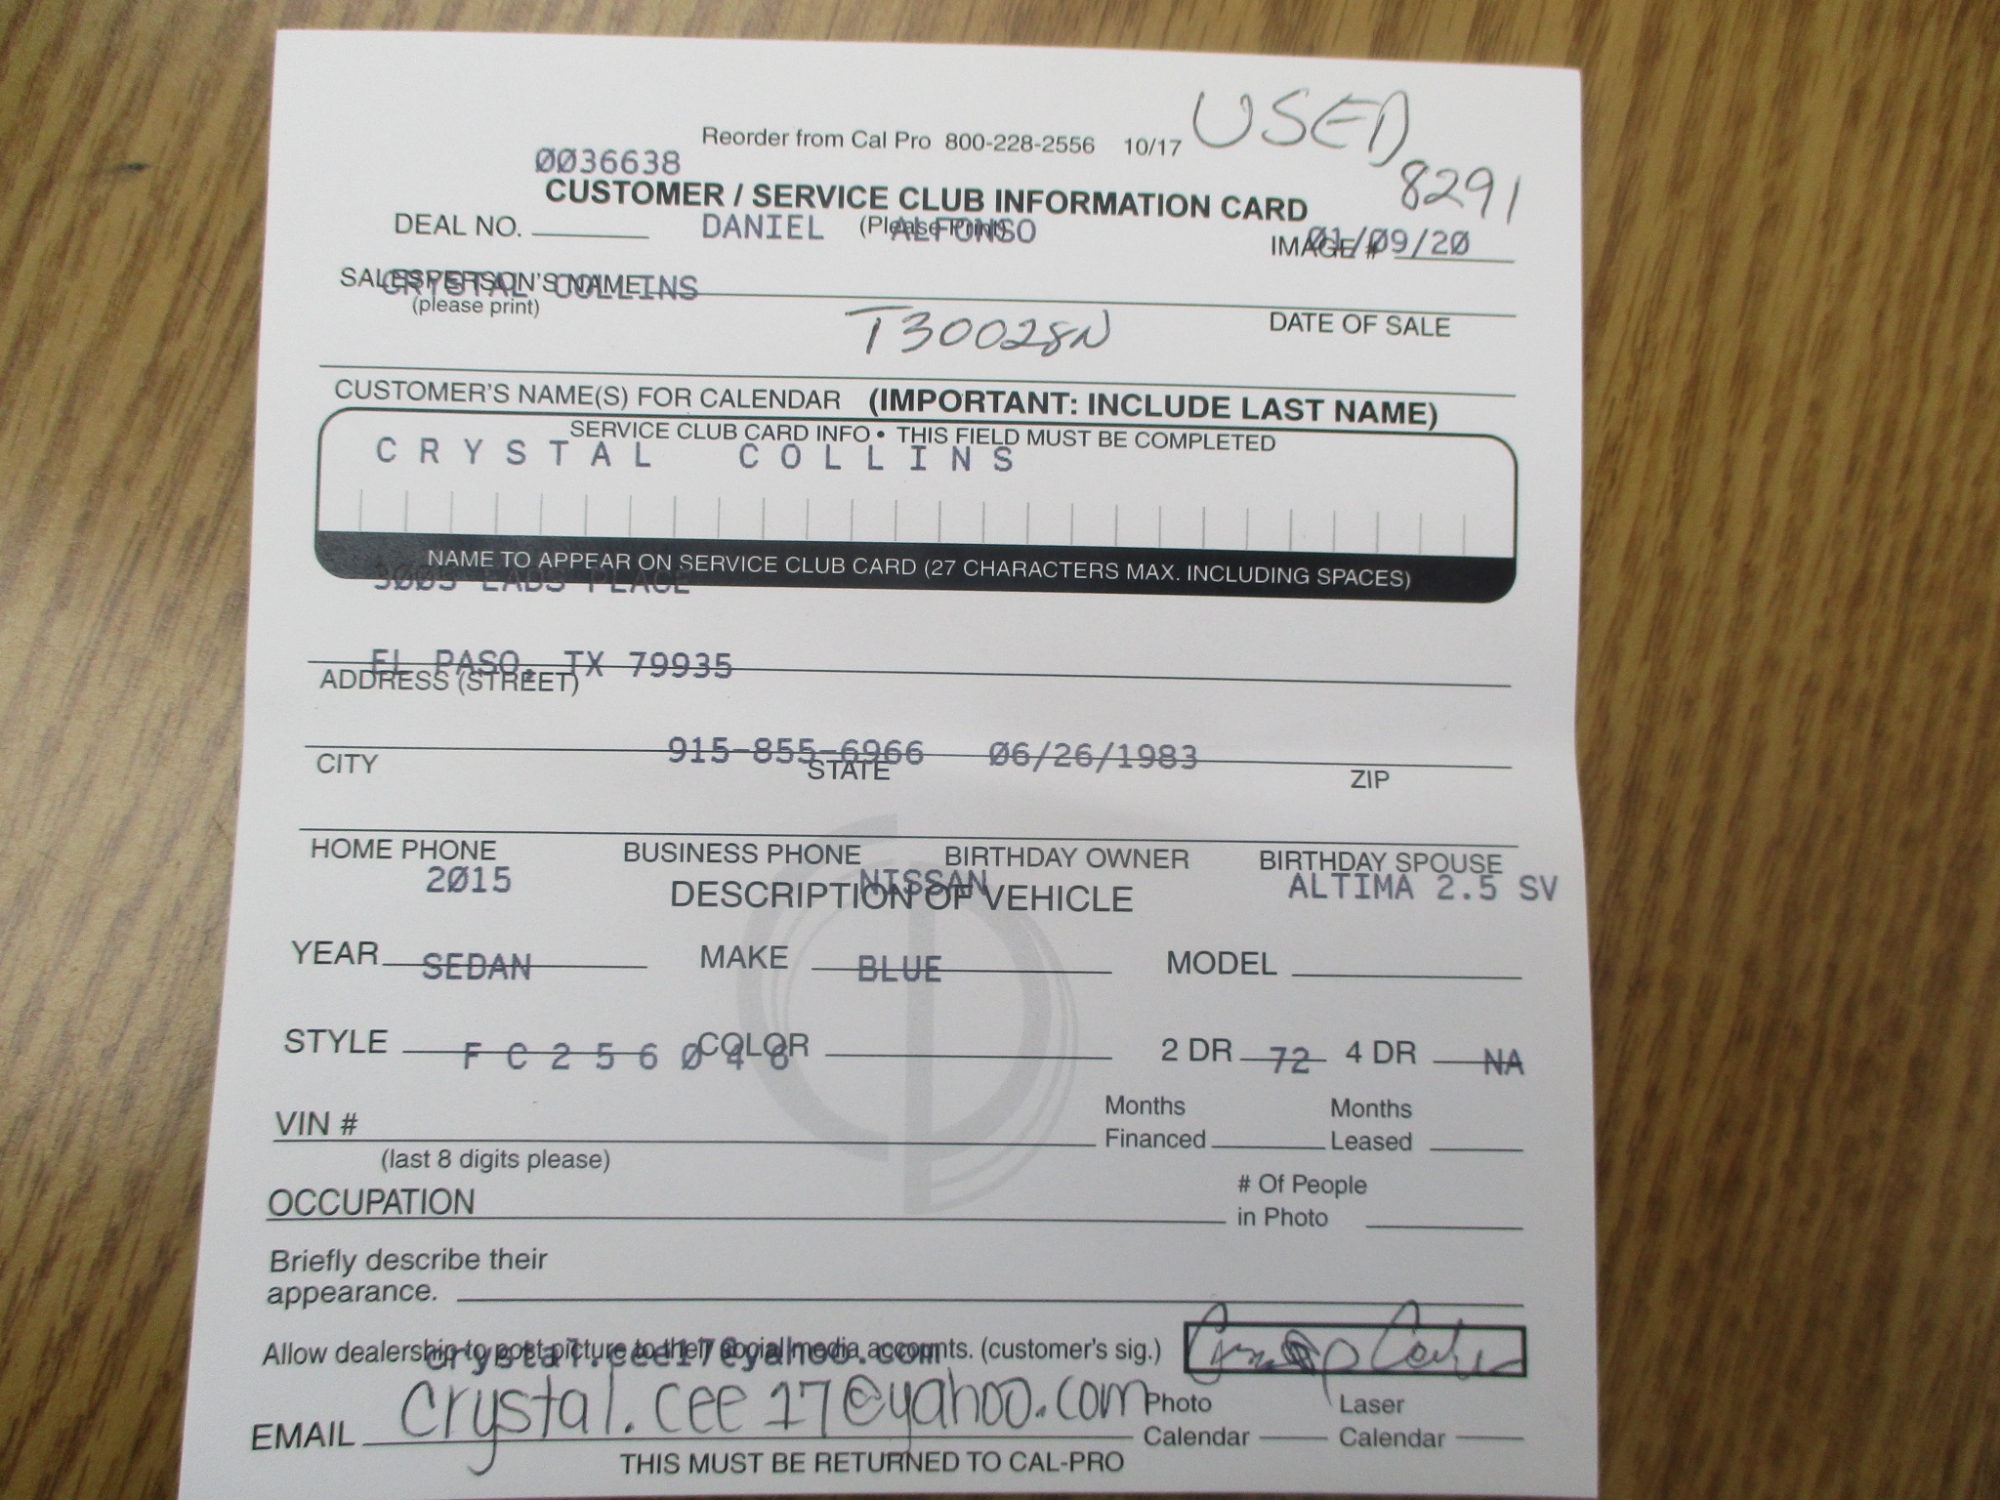 USED
Reorder from Cal Pro 800-228-2556 10/17
8291
0036638
CUSTOMER / SERVICE CLUB INFORMATION CARD
(Please Print)
DEAL NO. DANIEL ALFONSO IMAGE # 01/09/20
SALESPERSON'S NAME CRYSTAL COLLINS
(please print)
T30028N DATE OF SALE
CUSTOMER'S NAME(S) FOR CALENDAR (IMPORTANT: INCLUDE LAST NAME)
SERVICE CLUB CARD INFO • THIS FIELD MUST BE COMPLETED
CRYSTAL COLLINS
NAME TO APPEAR ON SERVICE CLUB CARD (27 CHARACTERS MAX. INCLUDING SPACES)
3005 EADS PLACE
EL PASO, TX 79935
ADDRESS (STREET)
915-855-6966 06/26/1983
CITY STATE ZIP
HOME PHONE BUSINESS PHONE BIRTHDAY OWNER BIRTHDAY SPOUSE
2015 NISSAN ALTIMA 2.5 SV
DESCRIPTION OF VEHICLE
YEAR MAKE MODEL
SEDAN BLUE
STYLE COLOR 2 DR 72 4 DR NA
FC256048
VIN # Months Financed Months Leased
(last 8 digits please)
OCCUPATION # Of People in Photo
Briefly describe their
appearance.
Allow dealership to post picture to their social media accounts. (customer's sig.)
crystal.cee17@yahoo.com
EMAIL crystal.cee17@yahoo.com Photo Calendar Laser Calendar
THIS MUST BE RETURNED TO CAL-PRO